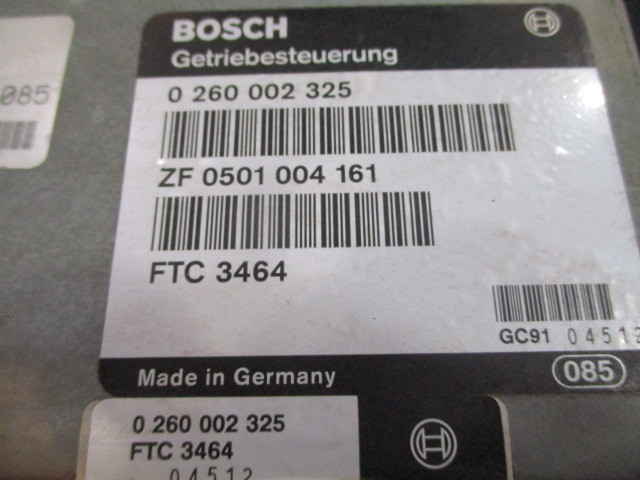 BOSCH
Getriebesteuerung
085
0 260 002 325
ZF 0501 004 161
FTC 3464
GC91 04512
Made in Germany
085
0 260 002 325
FTC 3464
04512